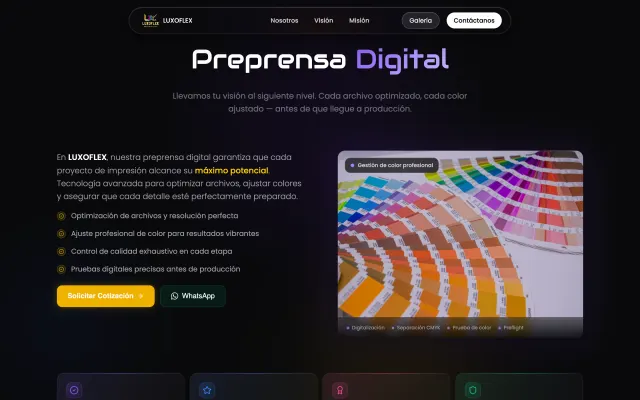 LUXOFLEX
LUXOFLEX
Nosotros
Visión
Misión
Galería
Contáctanos
Preprensa Digital
Llevamos tu visión al siguiente nivel. Cada archivo optimizado, cada color
ajustado — antes de que llegue a producción.
En LUXOFLEX, nuestra preprensa digital garantiza que cada
proyecto de impresión alcance su máximo potencial.
Tecnología avanzada para optimizar archivos, ajustar colores
y asegurar que cada detalle esté perfectamente preparado.
Optimización de archivos y resolución perfecta
Ajuste profesional de color para resultados vibrantes
Control de calidad exhaustivo en cada etapa
Pruebas digitales precisas antes de producción
Solicitar Cotización
WhatsApp
Gestión de color profesional
Digitalización
Separación CMYK
Prueba de color
Preflight